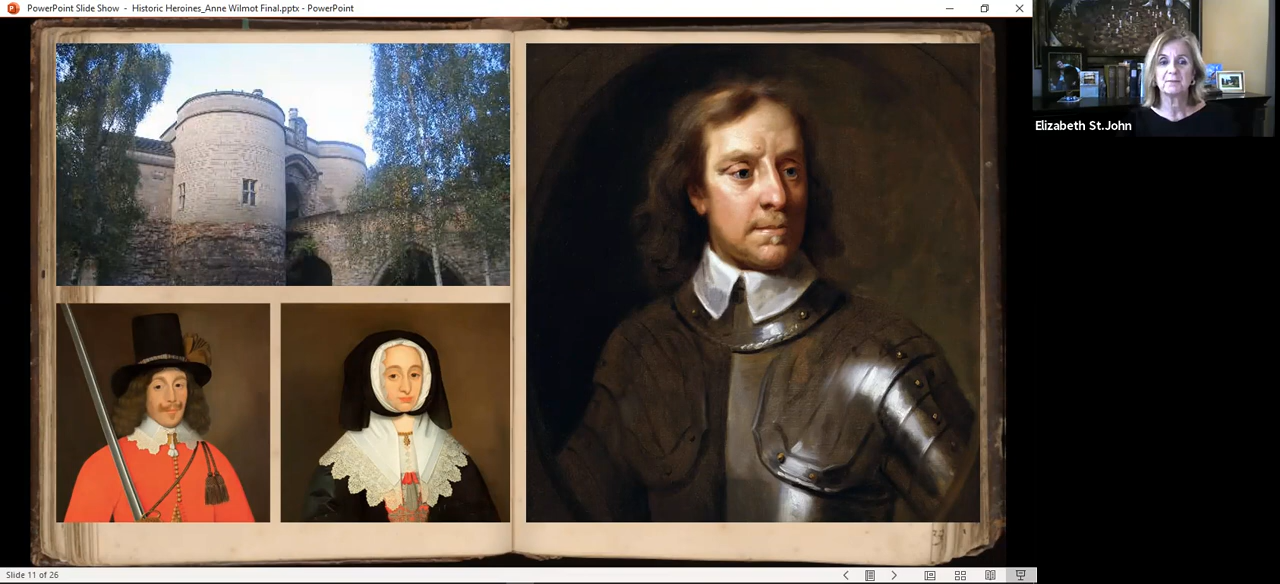 PowerPoint Slide Show - Historic Heroines_Anne Wilmot Final.pptx - PowerPoint
Elizabeth St.John
Slide 11 of 26